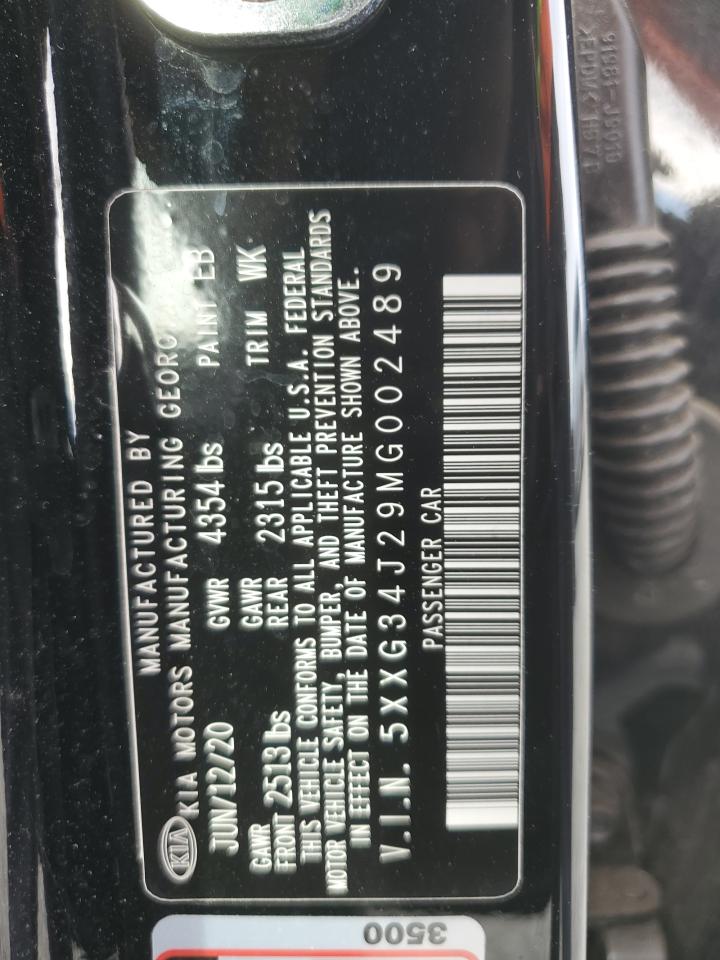 MANUFACTURED BY
KIA KIA MOTORS MANUFACTURING GEORG
JUN/12/20 GVWR 4354 lbs PAINT EB
GAWR FRONT 2513 lbs GAWR REAR 2315 lbs TRIM WK
THIS VEHICLE CONFORMS TO ALL APPLICABLE U.S.A. FEDERAL
MOTOR VEHICLE SAFETY, BUMPER, AND THEFT PREVENTION STANDARDS
IN EFFECT ON THE DATE OF MANUFACTURE SHOWN ABOVE.
V.I.N. 5XXG34J29MG002489
PASSENGER CAR
3500